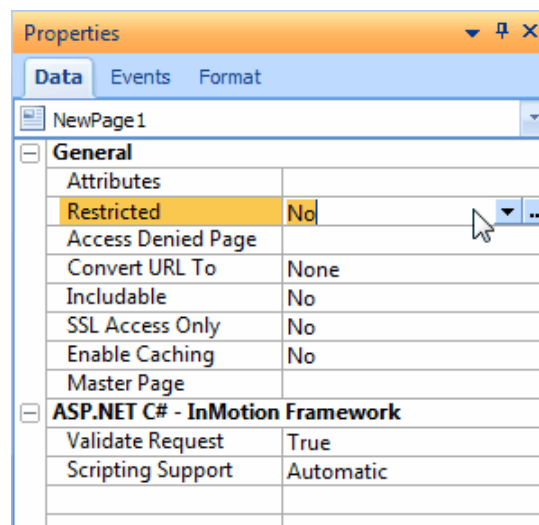 Properties
Data Events Format
NewPage1
General
Attributes
Restricted No ...
Access Denied Page
Convert URL To None
Includable No
SSL Access Only No
Enable Caching No
Master Page
ASP.NET C# - InMotion Framework
Validate Request True
Scripting Support Automatic